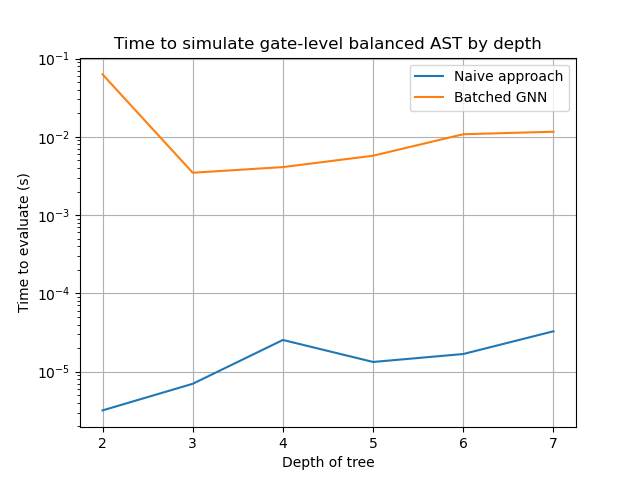 Time to simulate gate-level balanced AST by depth
Naive approach
Batched GNN
Time to evaluate (s)
10⁻¹
10⁻²
10⁻³
10⁻⁴
10⁻⁵
2 3 4 5 6 7
Depth of tree